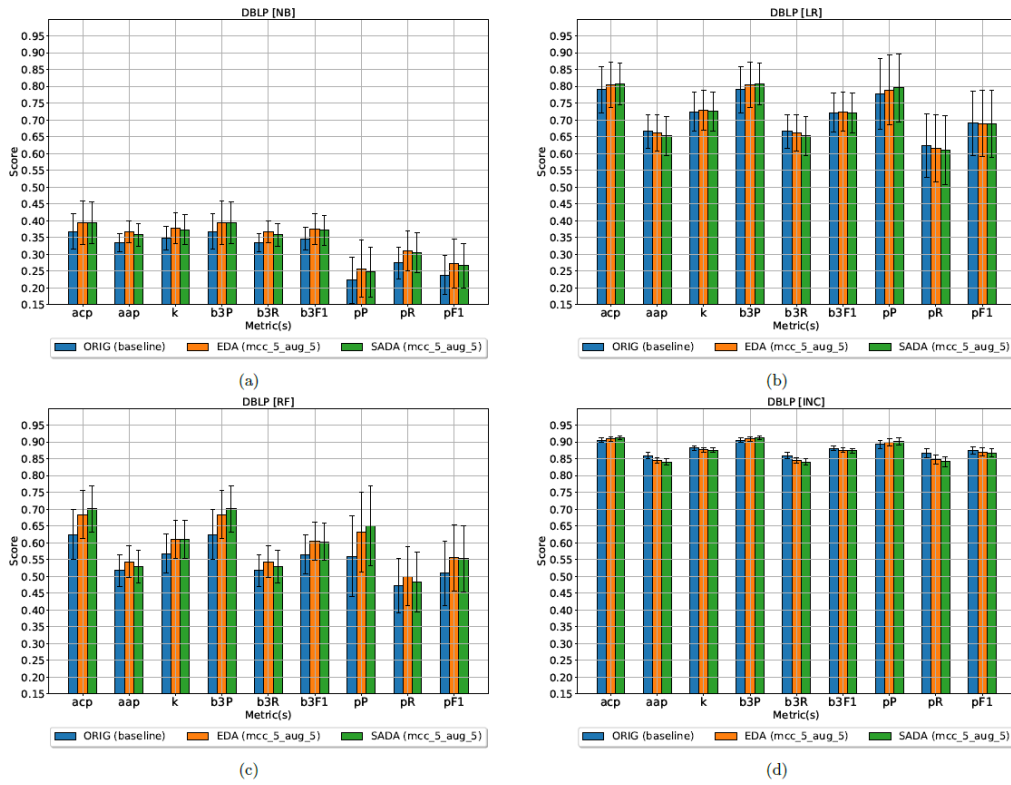 DBLP [NB]
0.95
0.90
0.85
0.80
0.75
0.70
0.65
0.60
0.55
0.50
0.45
0.40
0.35
0.30
0.25
0.20
0.15
Score
acp aap k b3P b3R b3F1 pP pR pF1
Metric(s)
ORIG (baseline) EDA (mcc_5_aug_5) SADA (mcc_5_aug_5)
(a)
DBLP [LR]
0.95
0.90
0.85
0.80
0.75
0.70
0.65
0.60
0.55
0.50
0.45
0.40
0.35
0.30
0.25
0.20
0.15
Score
acp aap k b3P b3R b3F1 pP pR pF1
Metric(s)
ORIG (baseline) EDA (mcc_5_aug_5) SADA (mcc_5_aug_5)
(b)
DBLP [RF]
0.95
0.90
0.85
0.80
0.75
0.70
0.65
0.60
0.55
0.50
0.45
0.40
0.35
0.30
0.25
0.20
0.15
Score
acp aap k b3P b3R b3F1 pP pR pF1
Metric(s)
ORIG (baseline) EDA (mcc_5_aug_5) SADA (mcc_5_aug_5)
(c)
DBLP [INC]
0.95
0.90
0.85
0.80
0.75
0.70
0.65
0.60
0.55
0.50
0.45
0.40
0.35
0.30
0.25
0.20
0.15
Score
acp aap k b3P b3R b3F1 pP pR pF1
Metric(s)
ORIG (baseline) EDA (mcc_5_aug_5) SADA (mcc_5_aug_5)
(d)